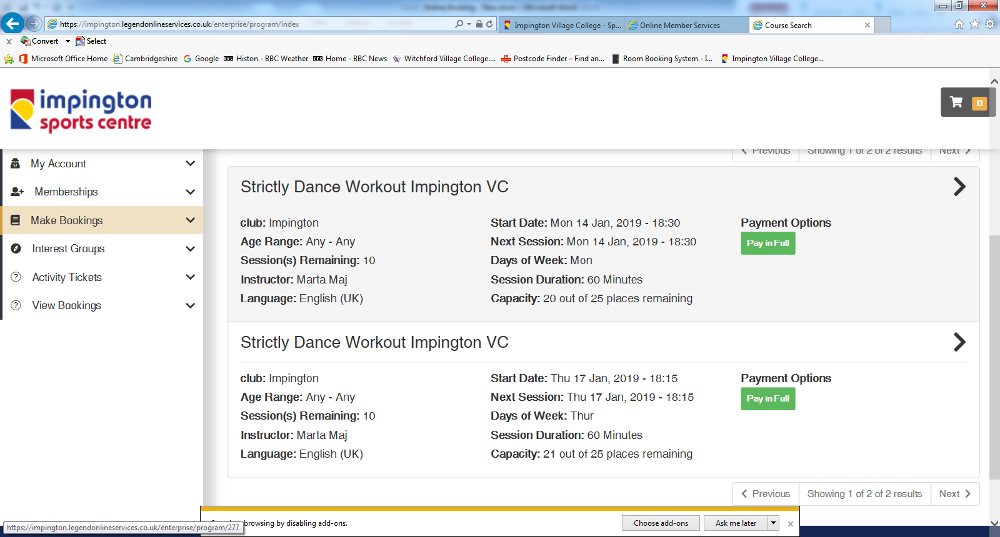 https://impington.legendonlineservices.co.uk/enterprise/program/index
Impington Village College - Sp...
Online Member Services
Course Search
x Convert Select
Microsoft Office Home
Cambridgeshire
Google
Histon - BBC Weather
Home - BBC News
Witchford Village College....
Postcode Finder – Find an...
Room Booking System - I...
Impington Village College...
impington
sports centre
0
My Account
Memberships
Make Bookings
Interest Groups
Activity Tickets
View Bookings
Previous Showing 1 of 2 of 2 results Next
Strictly Dance Workout Impington VC
club: Impington
Age Range: Any - Any
Session(s) Remaining: 10
Instructor: Marta Maj
Language: English (UK)
Start Date: Mon 14 Jan, 2019 - 18:30
Next Session: Mon 14 Jan, 2019 - 18:30
Days of Week: Mon
Session Duration: 60 Minutes
Capacity: 20 out of 25 places remaining
Payment Options
Pay in Full
Strictly Dance Workout Impington VC
club: Impington
Age Range: Any - Any
Session(s) Remaining: 10
Instructor: Marta Maj
Language: English (UK)
Start Date: Thu 17 Jan, 2019 - 18:15
Next Session: Thu 17 Jan, 2019 - 18:15
Days of Week: Thur
Session Duration: 60 Minutes
Capacity: 21 out of 25 places remaining
Payment Options
Pay in Full
Previous Showing 1 of 2 of 2 results Next
browsing by disabling add-ons.
Choose add-ons
Ask me later
https://impington.legendonlineservices.co.uk/enterprise/program/277